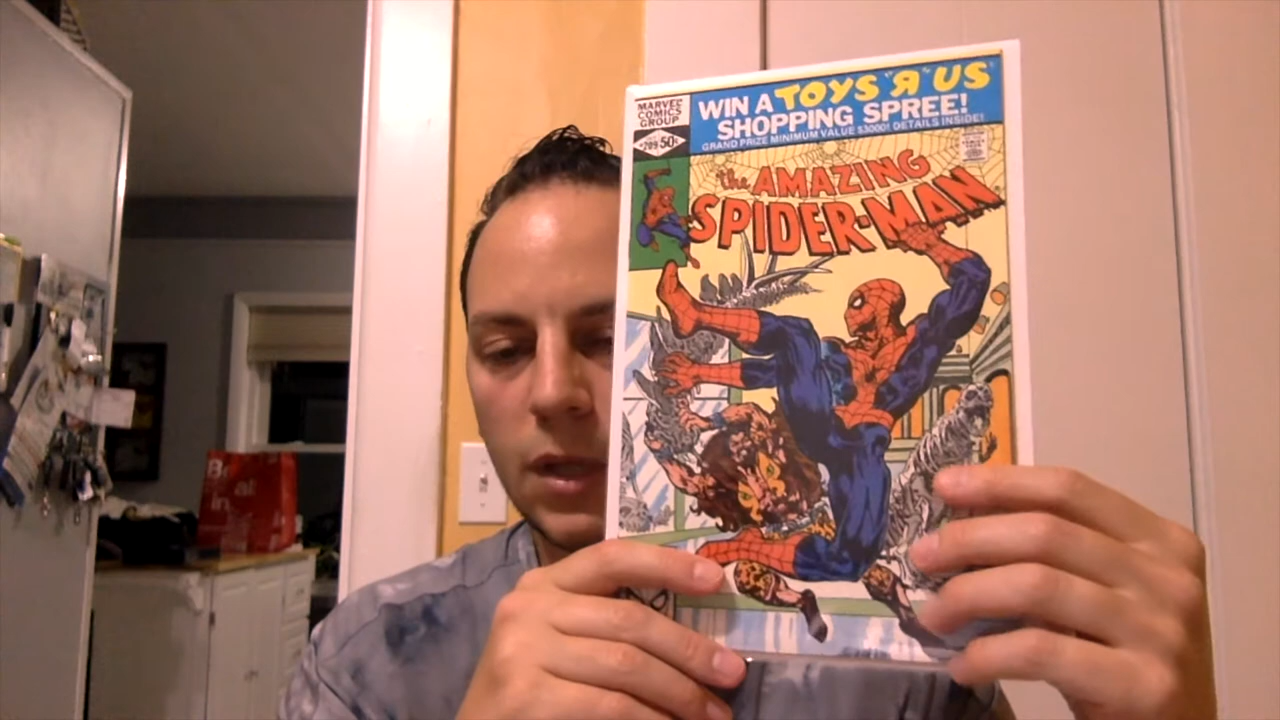 WIN A TOYS "R" US
SHOPPING SPREE!
GRAND PRIZE MINIMUM VALUE $3000! DETAILS INSIDE!
MARVEL
COMICS
GROUP
209 50¢
the AMAZING
SPIDER-MAN